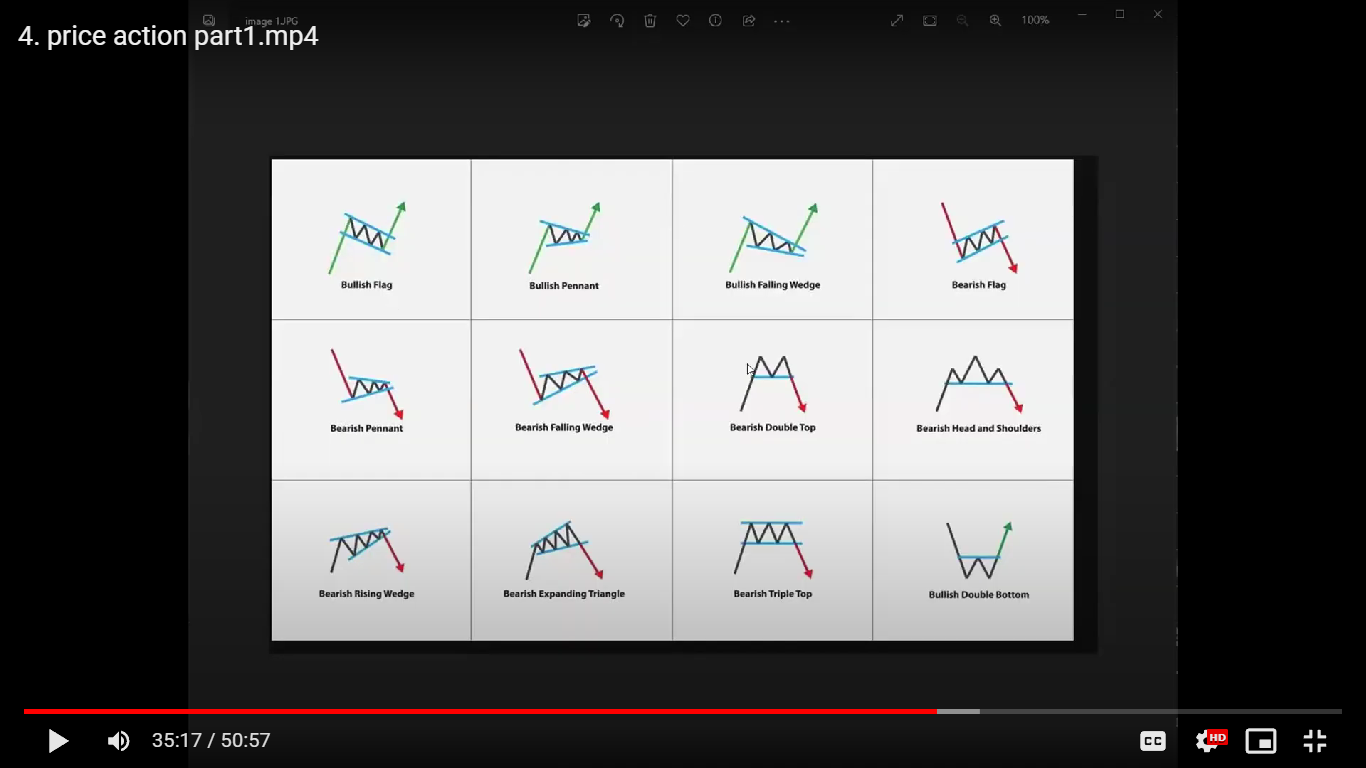 image 1.JPG
100%
4. price action part1.mp4
Bullish Flag
Bullish Pennant
Bullish Falling Wedge
Bearish Flag
Bearish Pennant
Bearish Falling Wedge
Bearish Double Top
Bearish Head and Shoulders
Bearish Rising Wedge
Bearish Expanding Triangle
Bearish Triple Top
Bullish Double Bottom
35:17 / 50:57
CC
HD